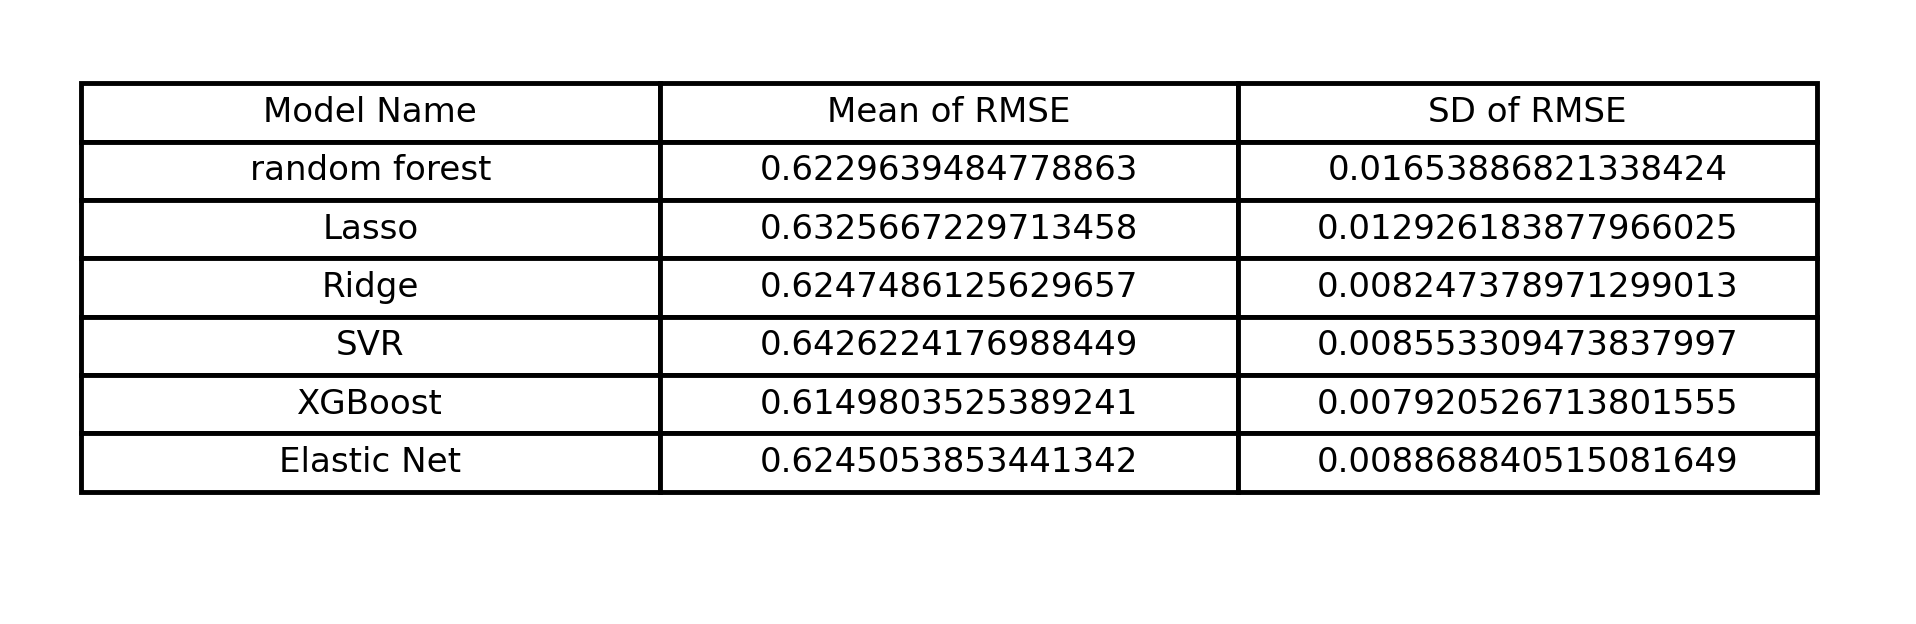 Model Name Mean of RMSE SD of RMSE
random forest 0.6229639484778863 0.01653886821338424
Lasso 0.6325667229713458 0.012926183877966025
Ridge 0.6247486125629657 0.008247378971299013
SVR 0.6426224176988449 0.008553309473837997
XGBoost 0.6149803525389241 0.007920526713801555
Elastic Net 0.6245053853441342 0.008868840515081649